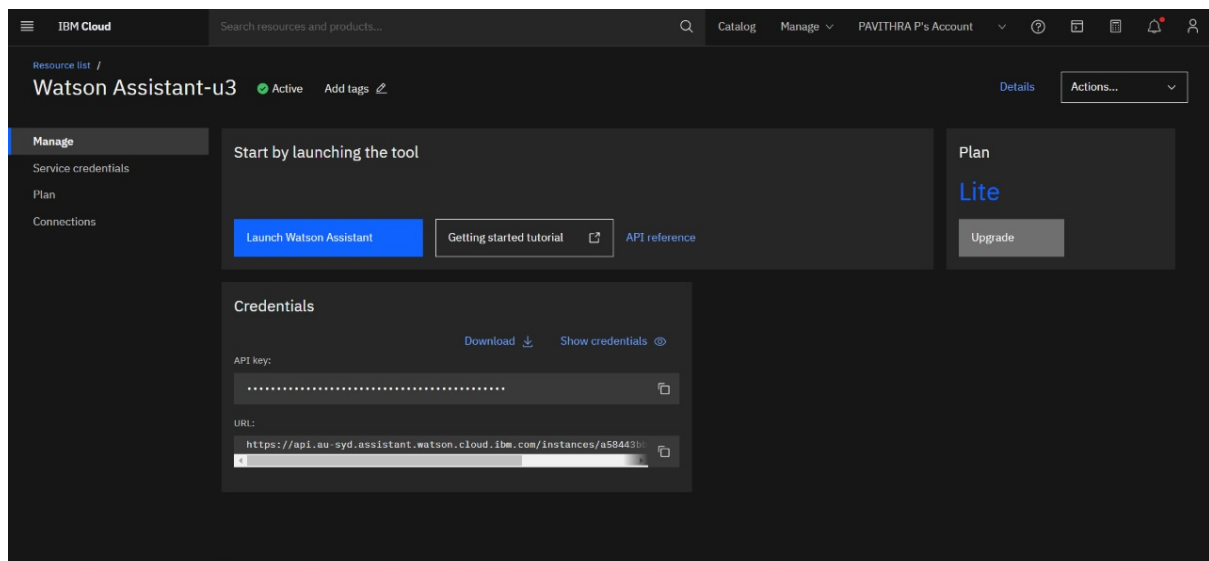 IBM Cloud
Search resources and products...
Catalog
Manage
PAVITHRA P's Account
Resource list /
Watson Assistant-u3
Active
Add tags
Details
Actions...
Manage
Service credentials
Plan
Connections
Start by launching the tool
Launch Watson Assistant
Getting started tutorial
API reference
Plan
Lite
Upgrade
Credentials
Download
Show credentials
API key:
URL:
https://api.au-syd.assistant.watson.cloud.ibm.com/instances/a58443b